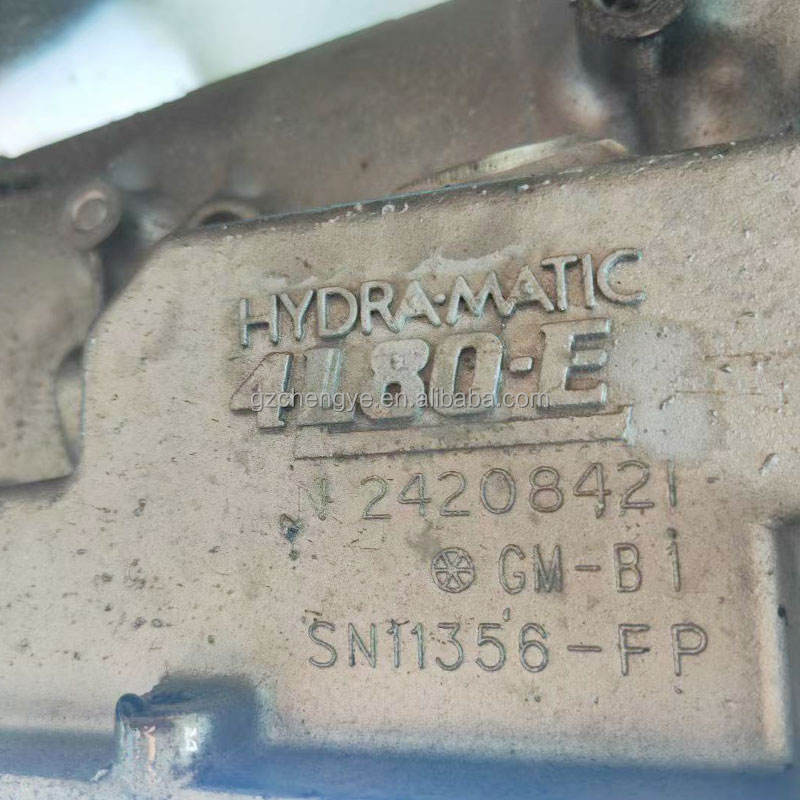 HYDRA-MATIC
4L80-E
gzchengye.en.alibaba.com
N 24208421
GM-B1
SN11356-FP